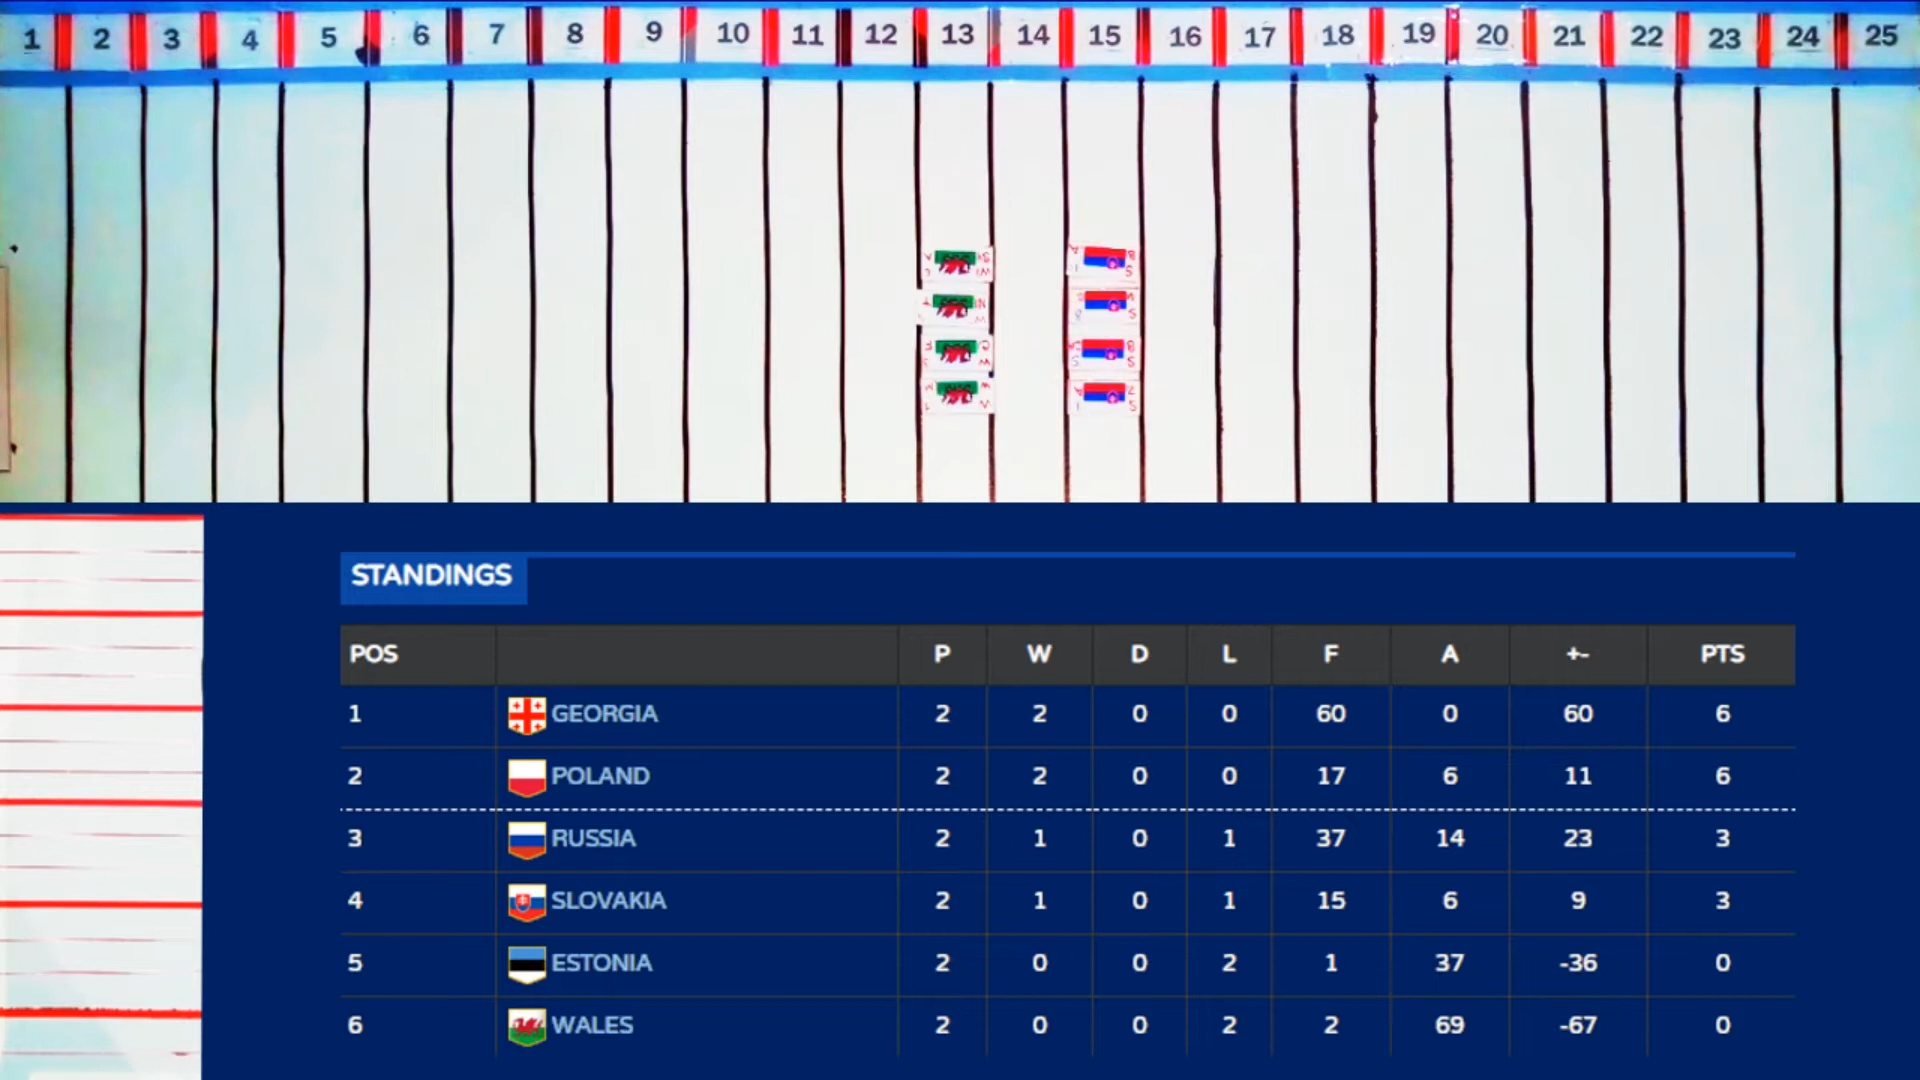 1 2 3 4 5 6 7 8 9 10 11 12 13 14 15 16 17 18 19 20 21 22 23 24 25
STANDINGS
POS P W D L F A +- PTS
1 GEORGIA 2 2 0 0 60 0 60 6
2 POLAND 2 2 0 0 17 6 11 6
3 RUSSIA 2 1 0 1 37 14 23 3
4 SLOVAKIA 2 1 0 1 15 6 9 3
5 ESTONIA 2 0 0 2 1 37 -36 0
6 WALES 2 0 0 2 2 69 -67 0